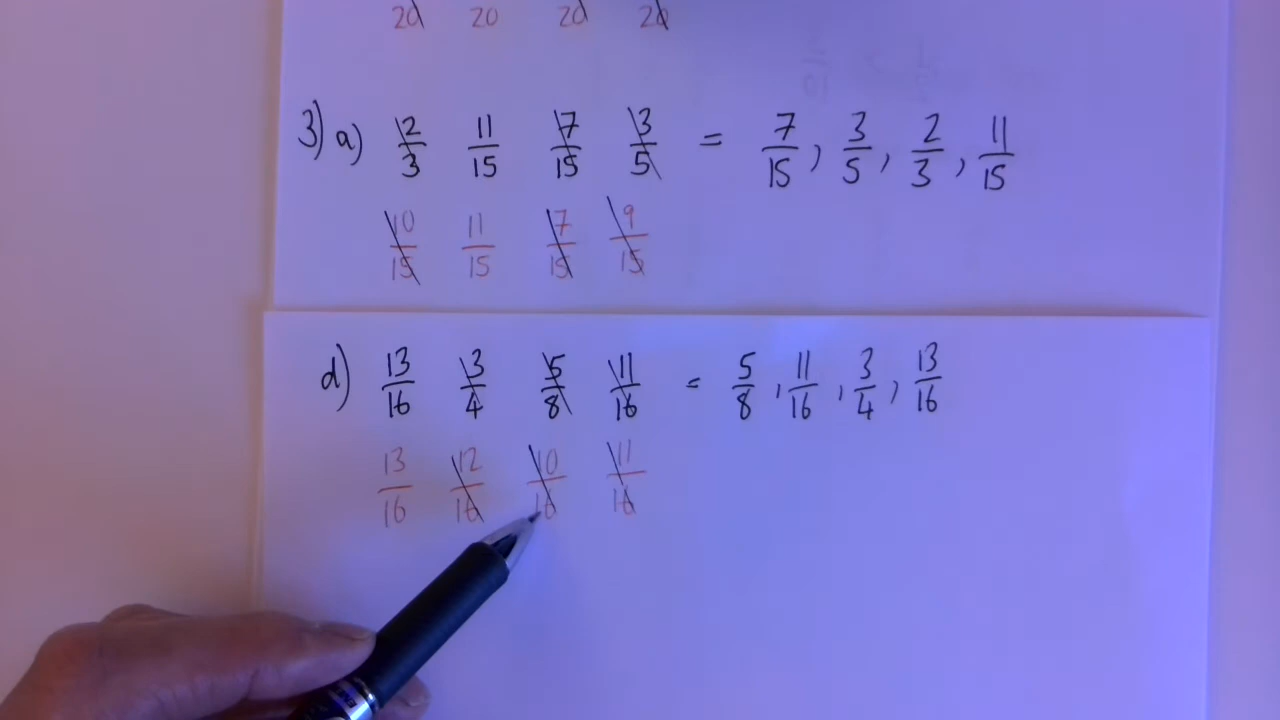 20 20 20 20
3) a) 2/3 11/15 7/15 3/5 = 7/15, 3/5, 2/3, 11/15
10/15 11/15 7/15 9/15
d) 13/16 3/4 5/8 11/16 = 5/8, 11/16, 3/4, 13/16
13/16 12/16 10/16 11/16